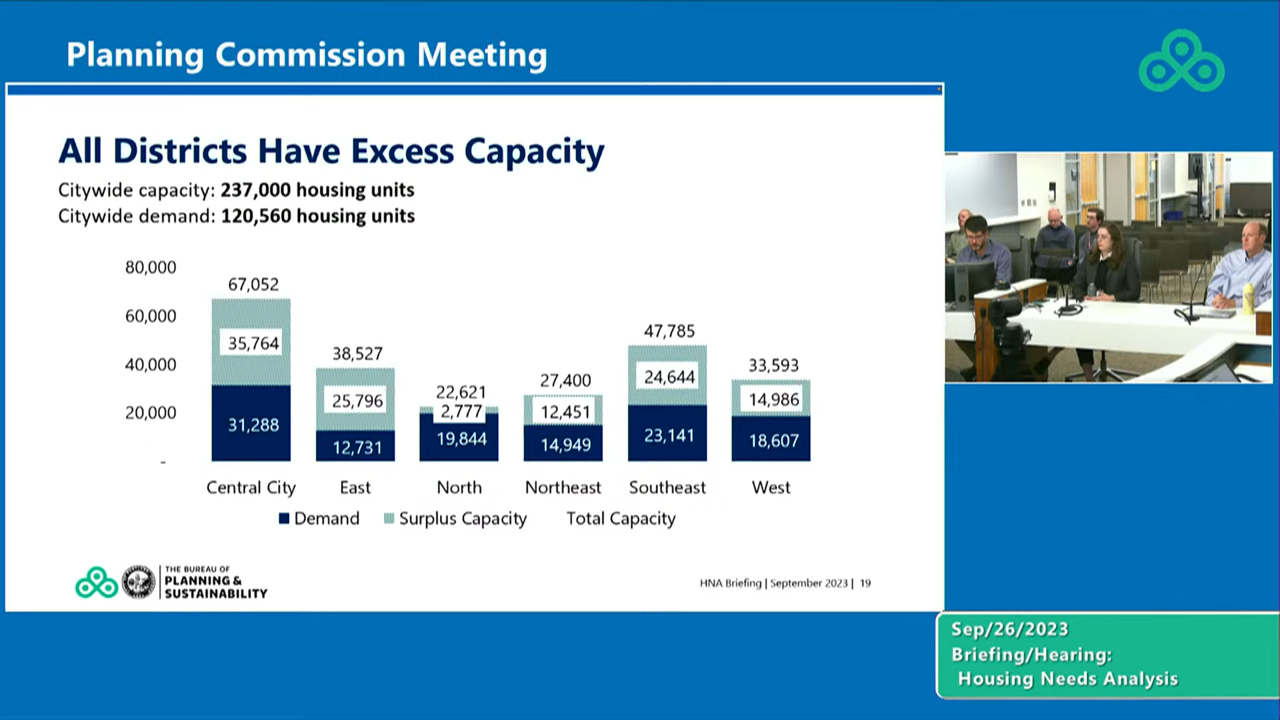 Planning Commission Meeting
All Districts Have Excess Capacity
Citywide capacity: 237,000 housing units
Citywide demand: 120,560 housing units
80,000
60,000
40,000
20,000
-
67,052
35,764
31,288
38,527
25,796
12,731
22,621
2,777
19,844
27,400
12,451
14,949
47,785
24,644
23,141
33,593
14,986
18,607
Central City East North Northeast Southeast West
Demand Surplus Capacity Total Capacity
THE BUREAU OF
PLANNING &
SUSTAINABILITY
HNA Briefing | September 2023 | 19
Sep/26/2023
Briefing/Hearing:
Housing Needs Analysis